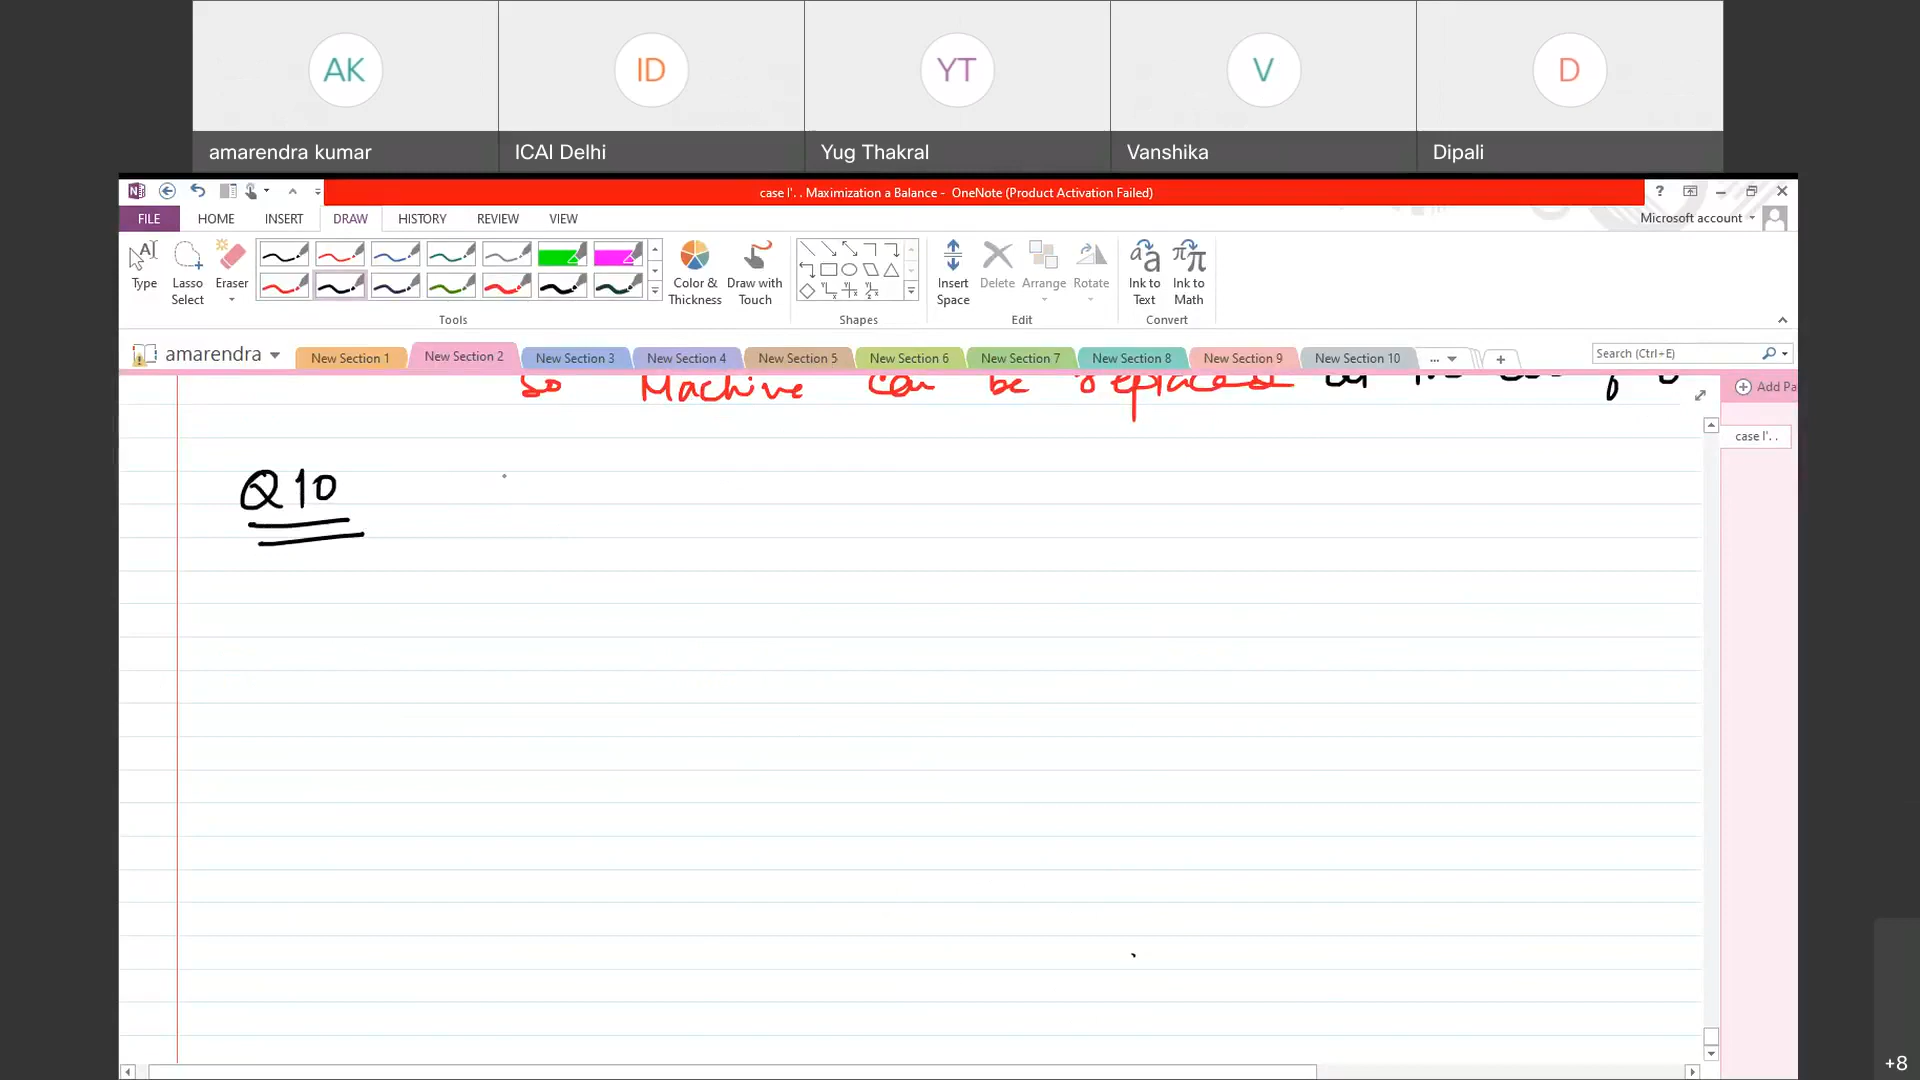 AK ID YT V D
amarendra kumar ICAI Delhi Yug Thakral Vanshika Dipali
case I'. . Maximization a Balance - OneNote (Product Activation Failed) ?
FILE HOME INSERT DRAW HISTORY REVIEW VIEW Microsoft account
Type Lasso Select Eraser Color & Thickness Draw with Touch Insert Space Delete Arrange Rotate Ink to Text Ink to Math
Tools Shapes Edit Convert
amarendra New Section 1 New Section 2 New Section 3 New Section 4 New Section 5 New Section 6 New Section 7 New Section 8 New Section 9 New Section 10 ... Search (Ctrl+E)
so Machine can be replaced
Add Pa
case I'. .
Q 10
+8